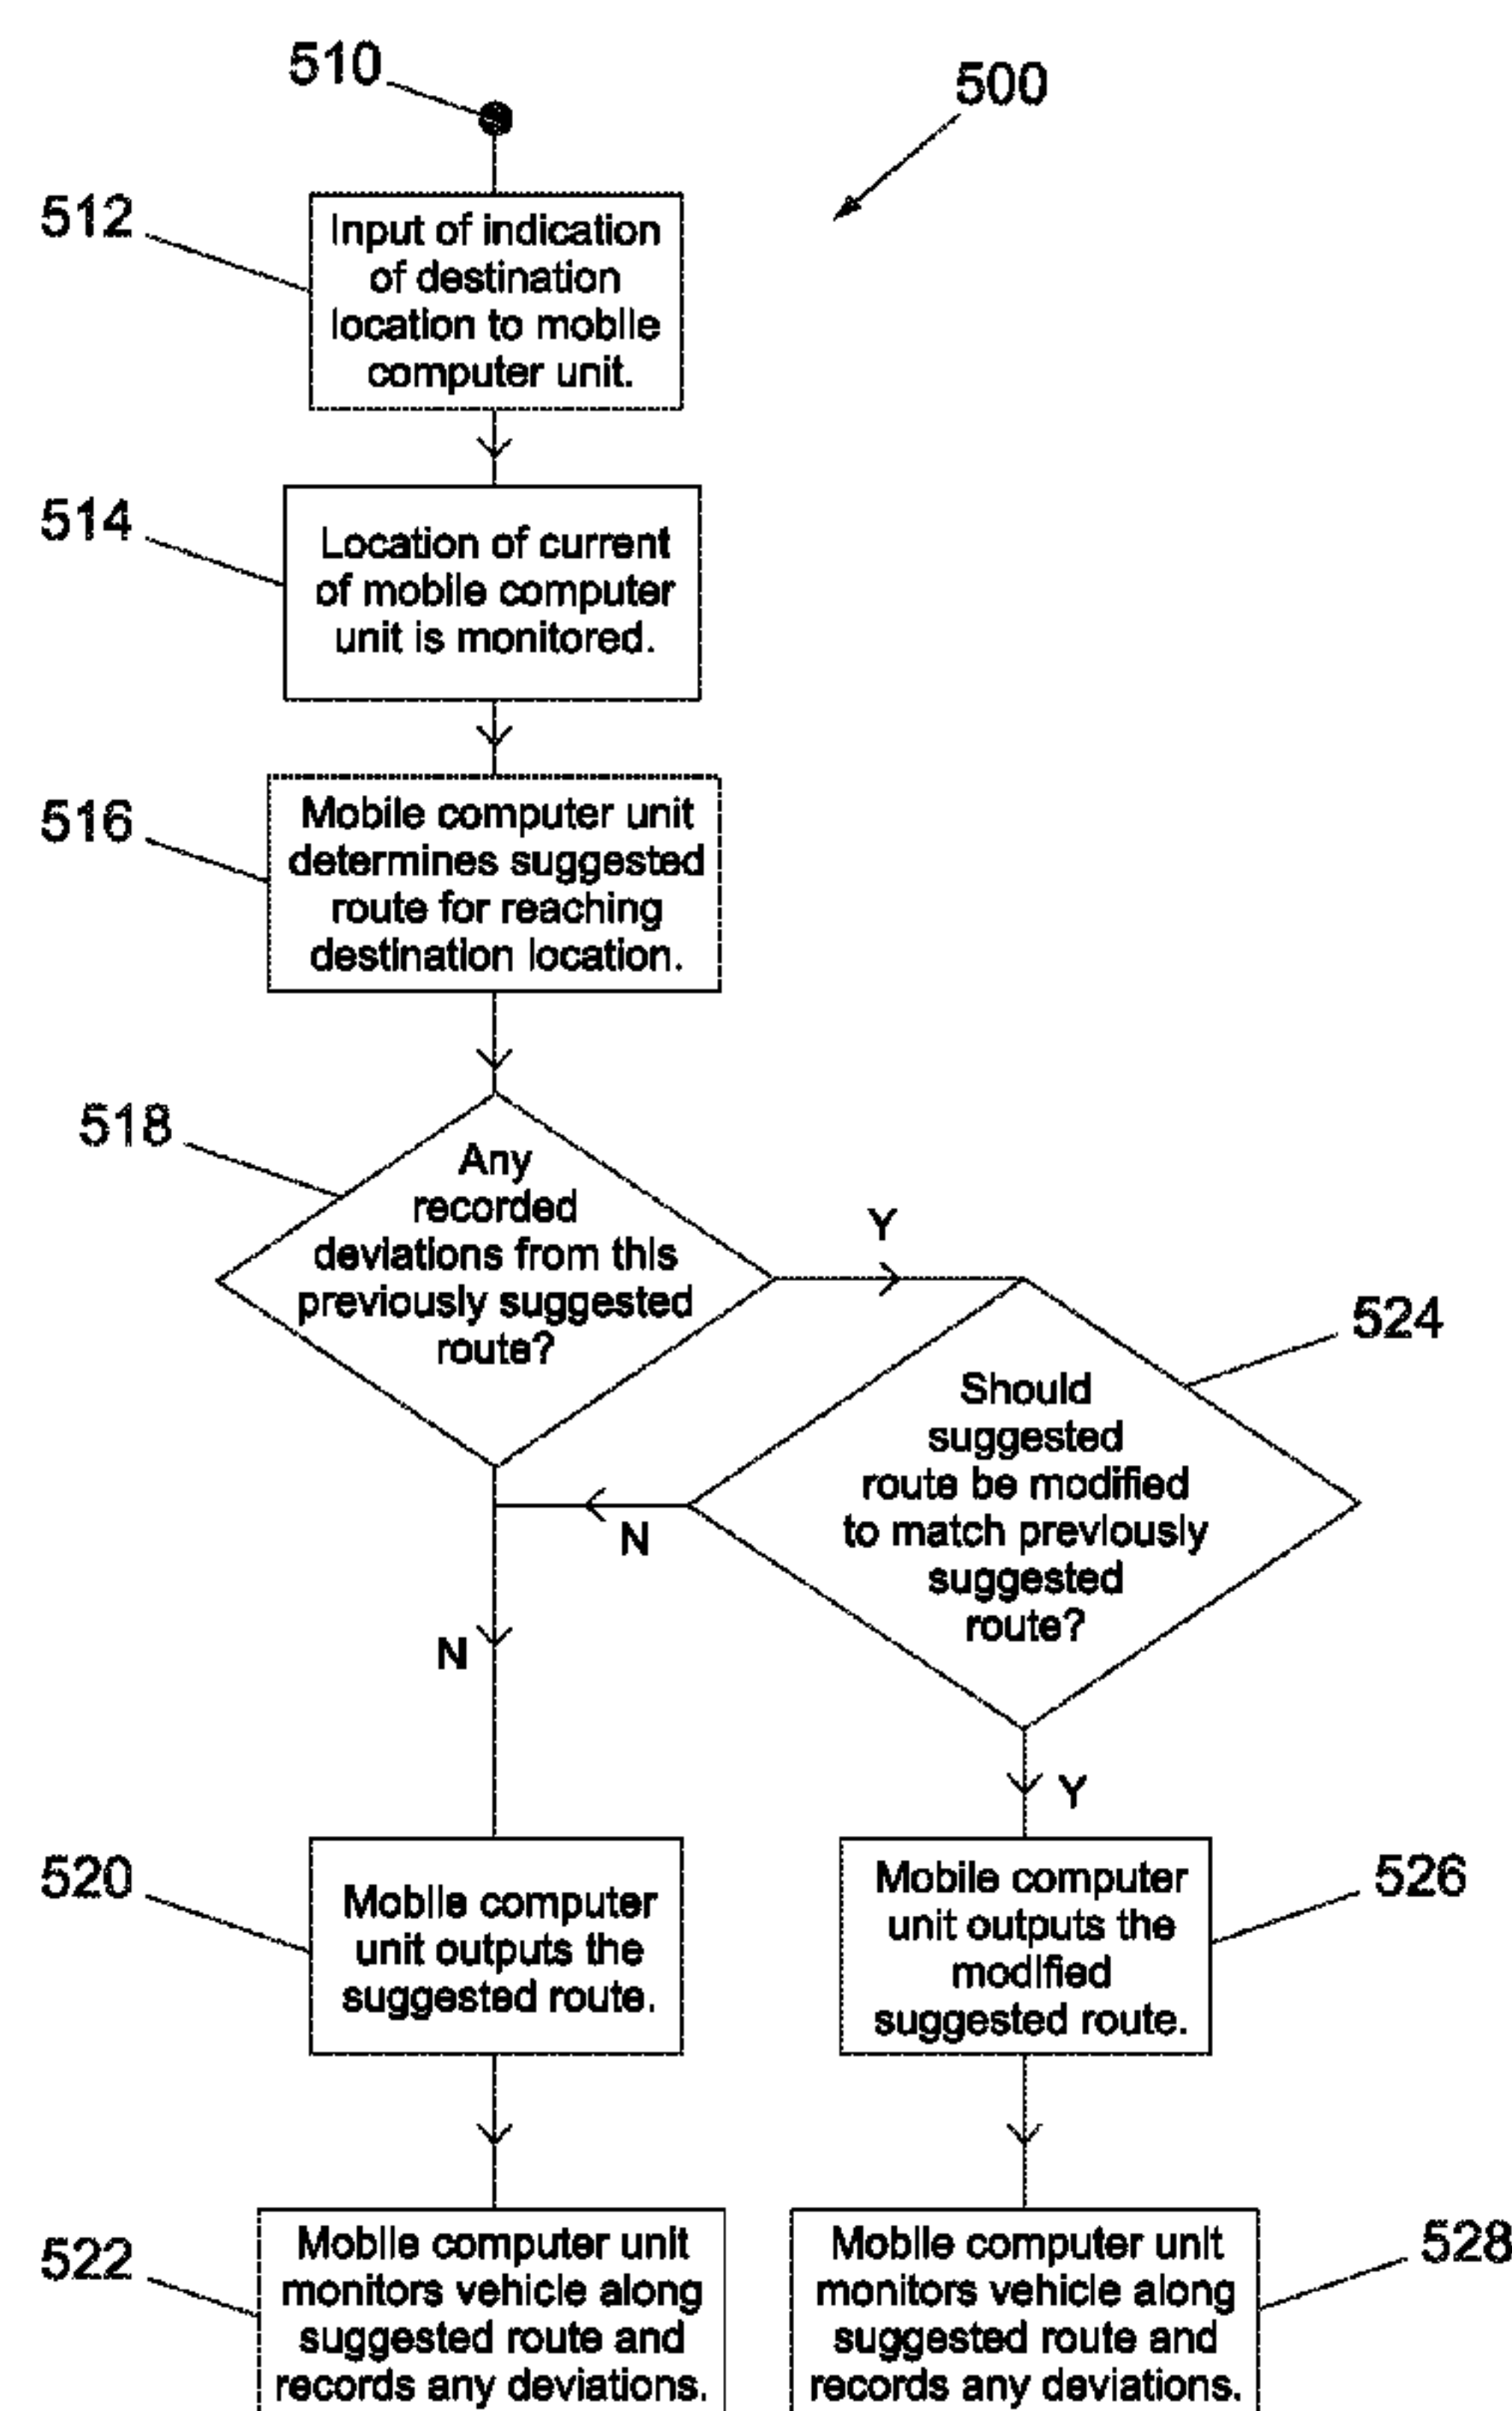 510
500
512
Input of indication
of destination
location to mobile
computer unit.
514
Location of current
of mobile computer
unit is monitored.
516
Mobile computer unit
determines suggested
route for reaching
destination location.
518
Any
recorded
deviations from this
previously suggested
route?
Y
524
Should
suggested
route be modified
to match previously
suggested
route?
N
N
Y
520
Mobile computer
unit outputs the
suggested route.
526
Mobile computer
unit outputs the
modified
suggested route.
522
Mobile computer unit
monitors vehicle along
suggested route and
records any deviations.
528
Mobile computer unit
monitors vehicle along
suggested route and
records any deviations.